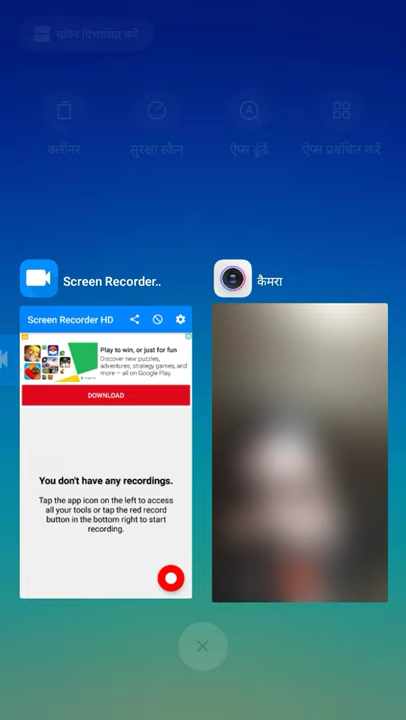 स्क्रीन विभाजित करें
क्लीनर
सुरक्षा स्कैन
ऐप्स ढूंढें
ऐप्स प्रबंधित करें
Screen Recorder..
कैमरा
Screen Recorder HD
Play to win, or just for fun
Discover new puzzles,
adventures, strategy games, and
more — all on Google Play.
DOWNLOAD
You don't have any recordings.
Tap the app icon on the left to access
all your tools or tap the red record
button in the bottom right to start
recording.